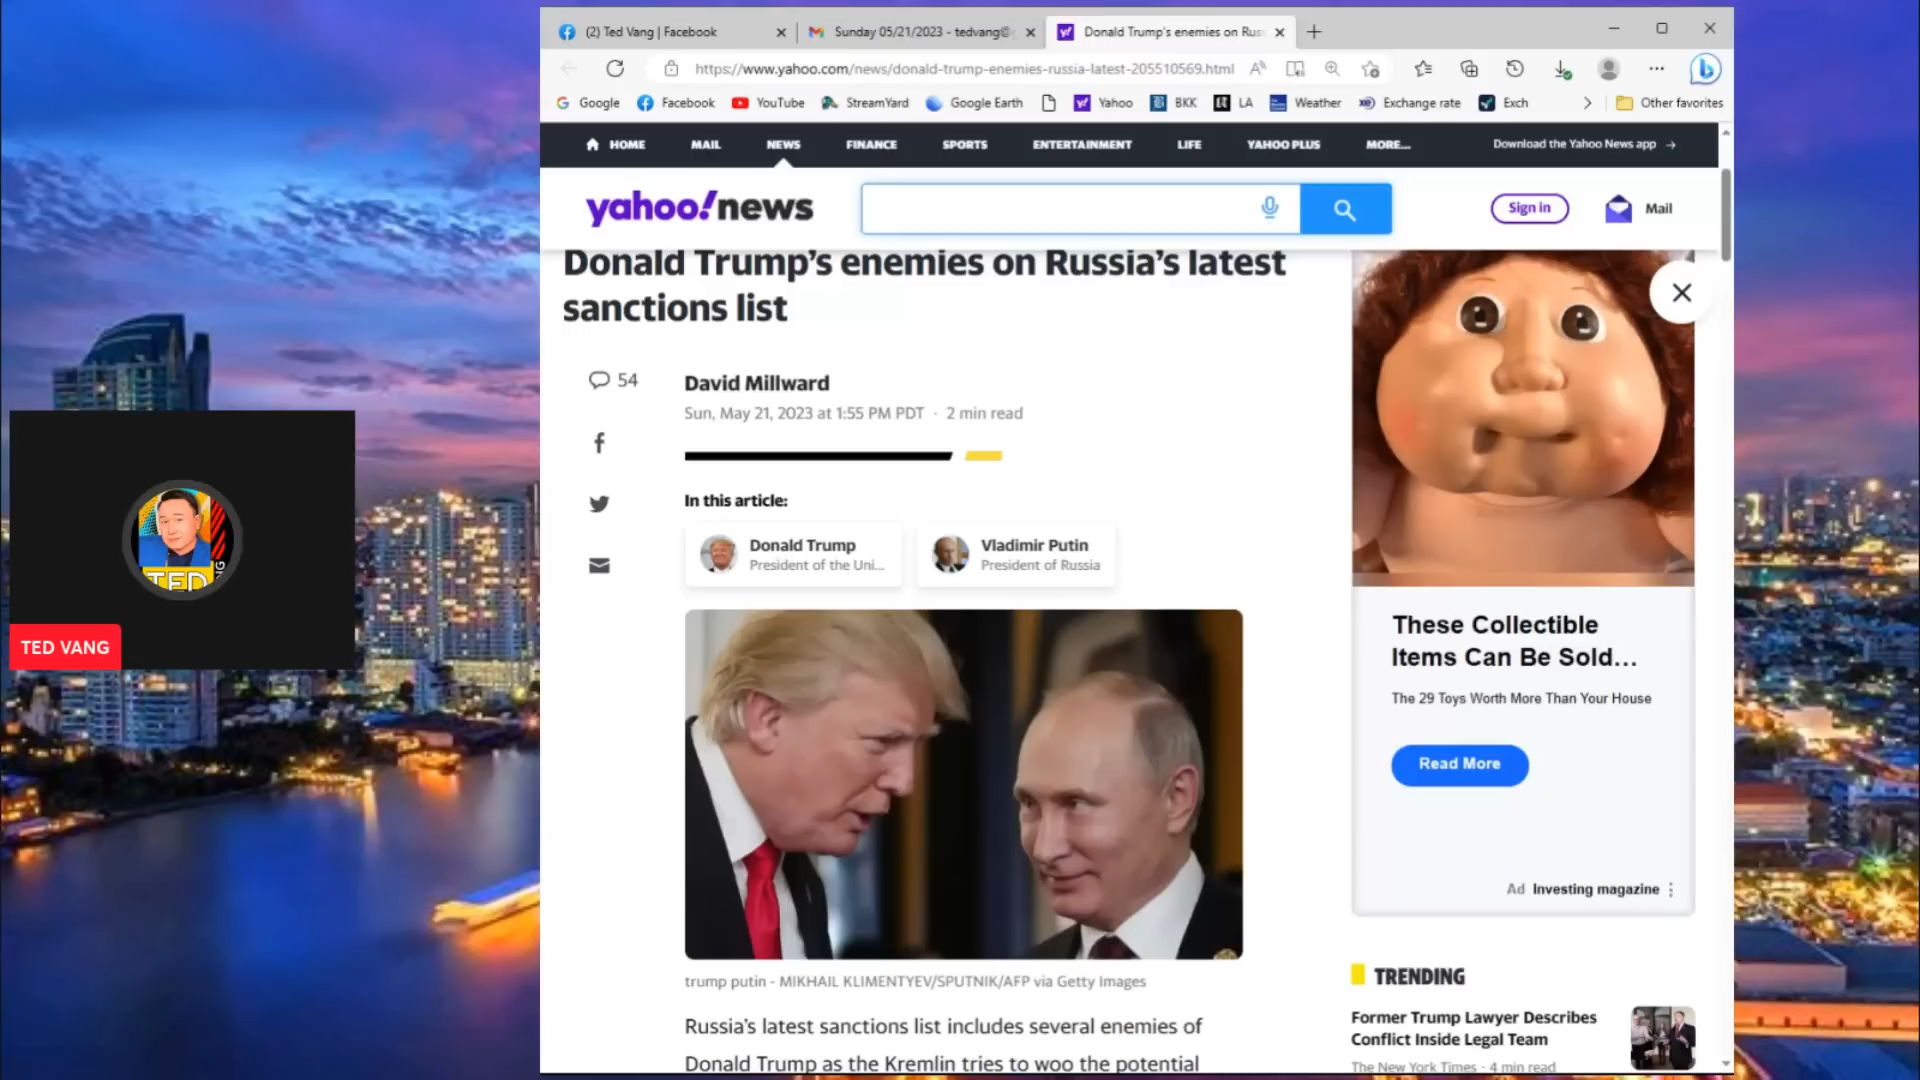 (2) Ted Vang | Facebook
Sunday 05/21/2023 - tedvang@
Donald Trump's enemies on Rus
https://www.yahoo.com/news/donald-trump-enemies-russia-latest-205510569.html
Google
Facebook
YouTube
StreamYard
Google Earth
Yahoo
BKK
LA
Weather
Exchange rate
Exch
Other favorites
HOME
MAIL
NEWS
FINANCE
SPORTS
ENTERTAINMENT
LIFE
YAHOO PLUS
MORE...
Download the Yahoo News app →
yahoo!news
Sign in
Mail
Donald Trump’s enemies on Russia’s latest
sanctions list
54
David Millward
Sun, May 21, 2023 at 1:55 PM PDT · 2 min read
In this article:
Donald Trump
President of the Uni...
Vladimir Putin
President of Russia
trump putin - MIKHAIL KLIMENTYEV/SPUTNIK/AFP via Getty Images
Russia’s latest sanctions list includes several enemies of
Donald Trump as the Kremlin tries to woo the potential
These Collectible
Items Can Be Sold...
The 29 Toys Worth More Than Your House
Read More
Ad Investing magazine
TRENDING
Former Trump Lawyer Describes
Conflict Inside Legal Team
The New York Times · 4 min read
TED
TED VANG